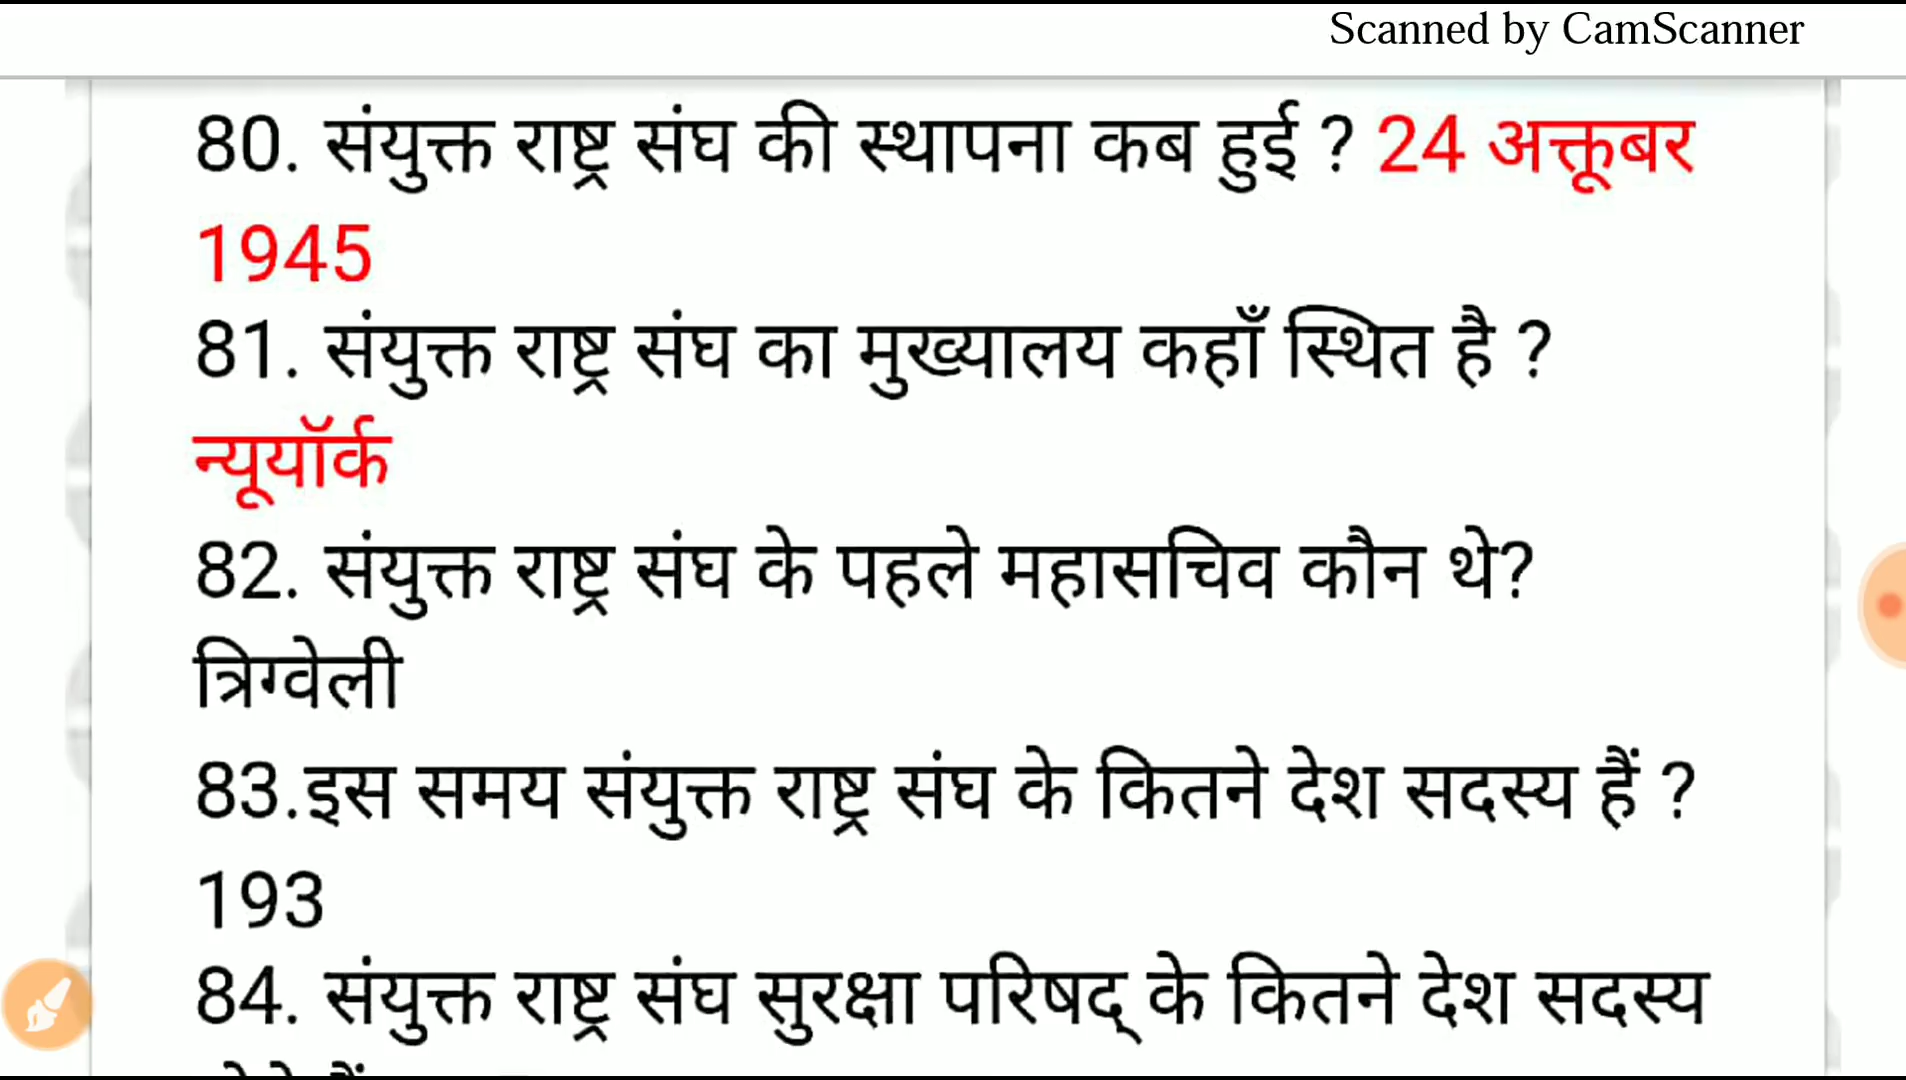 Scanned by CamScanner
80. संयुक्त राष्ट्र संघ की स्थापना कब हुई ? 24 अक्तूबर
1945
81. संयुक्त राष्ट्र संघ का मुख्यालय कहाँ स्थित है ?
न्यूयॉर्क
82. संयुक्त राष्ट्र संघ के पहले महासचिव कौन थे?
त्रिग्वेली
83.इस समय संयुक्त राष्ट्र संघ के कितने देश सदस्य हैं ?
193
84. संयुक्त राष्ट्र संघ सुरक्षा परिषद् के कितने देश सदस्य